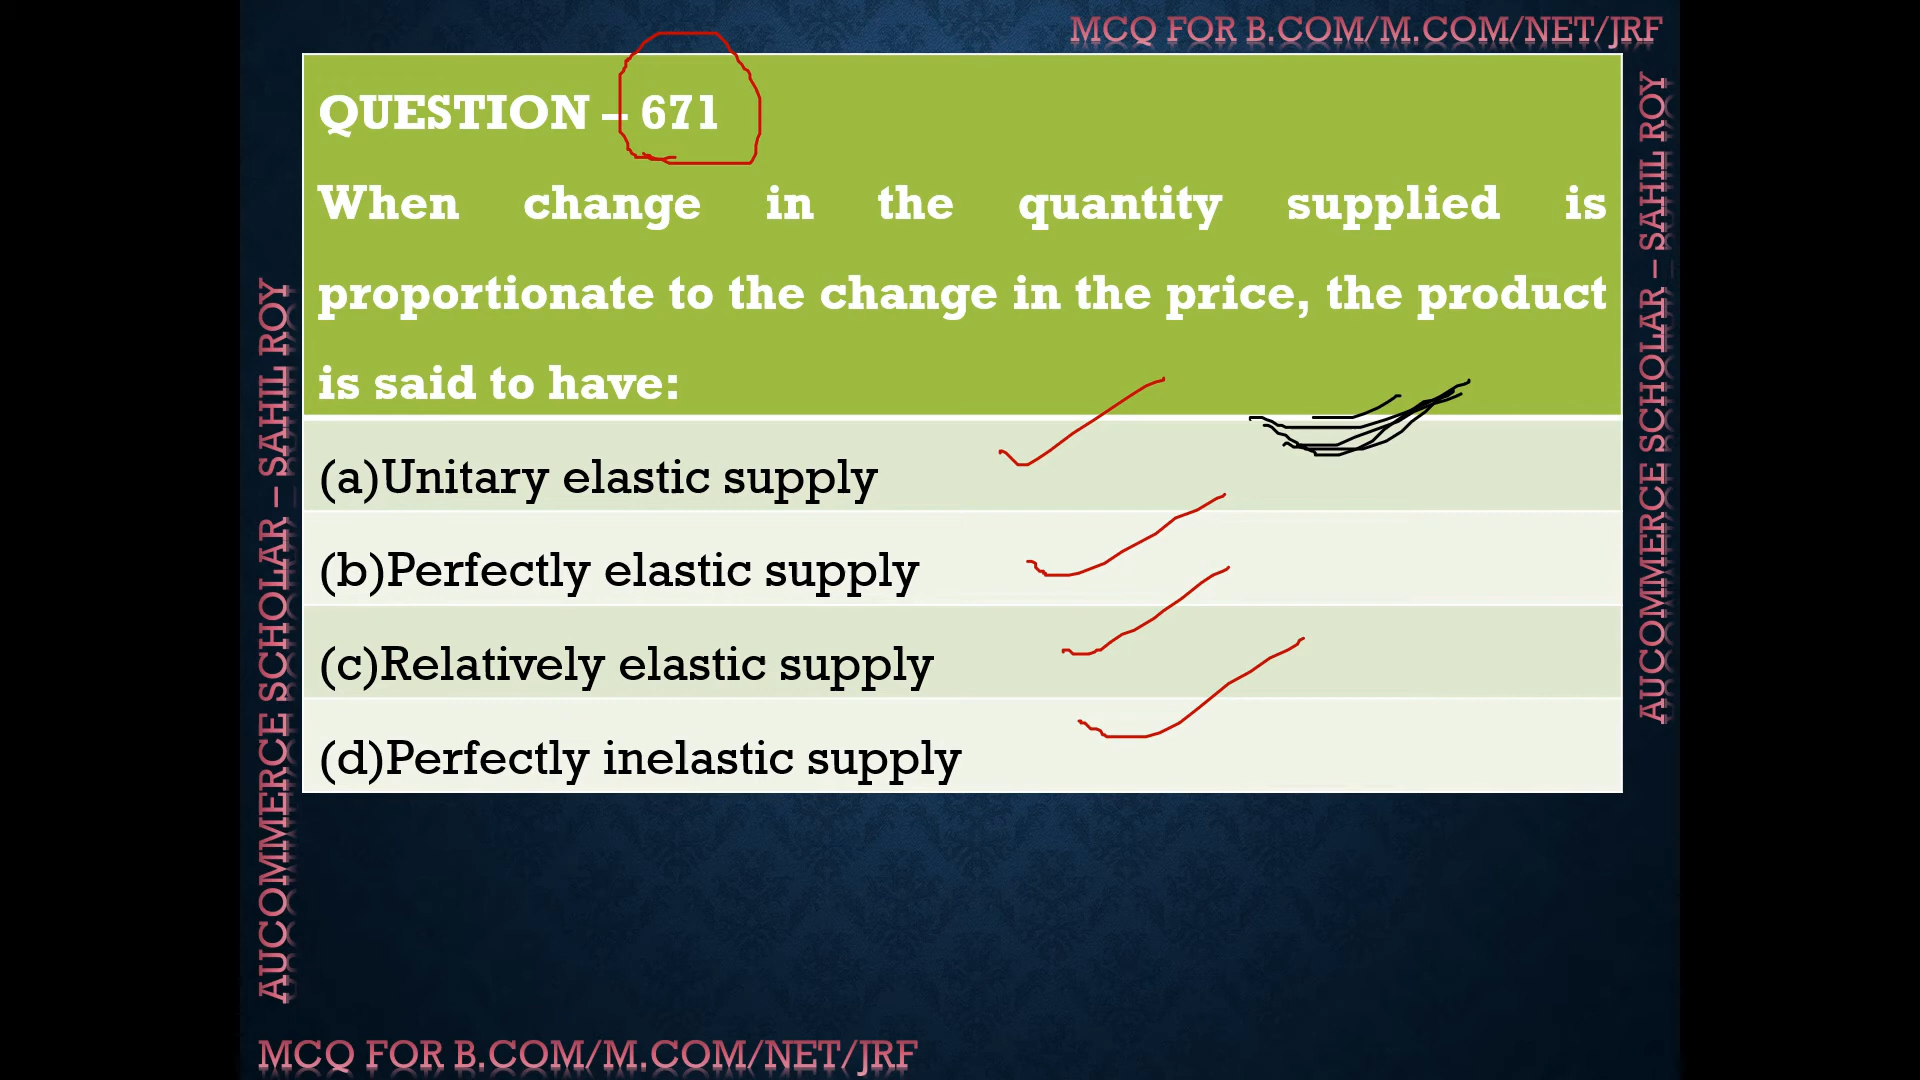 MCQ FOR B.COM/M.COM/NET/JRF
QUESTION – 671
When change in the quantity supplied is
proportionate to the change in the price, the product
is said to have:
(a)Unitary elastic supply
(b)Perfectly elastic supply
(c)Relatively elastic supply
(d)Perfectly inelastic supply
AUCOMMERCE SCHOLAR – SAHIL ROY
AUCOMMERCE SCHOLAR – SAHIL ROY
MCQ FOR B.COM/M.COM/NET/JRF